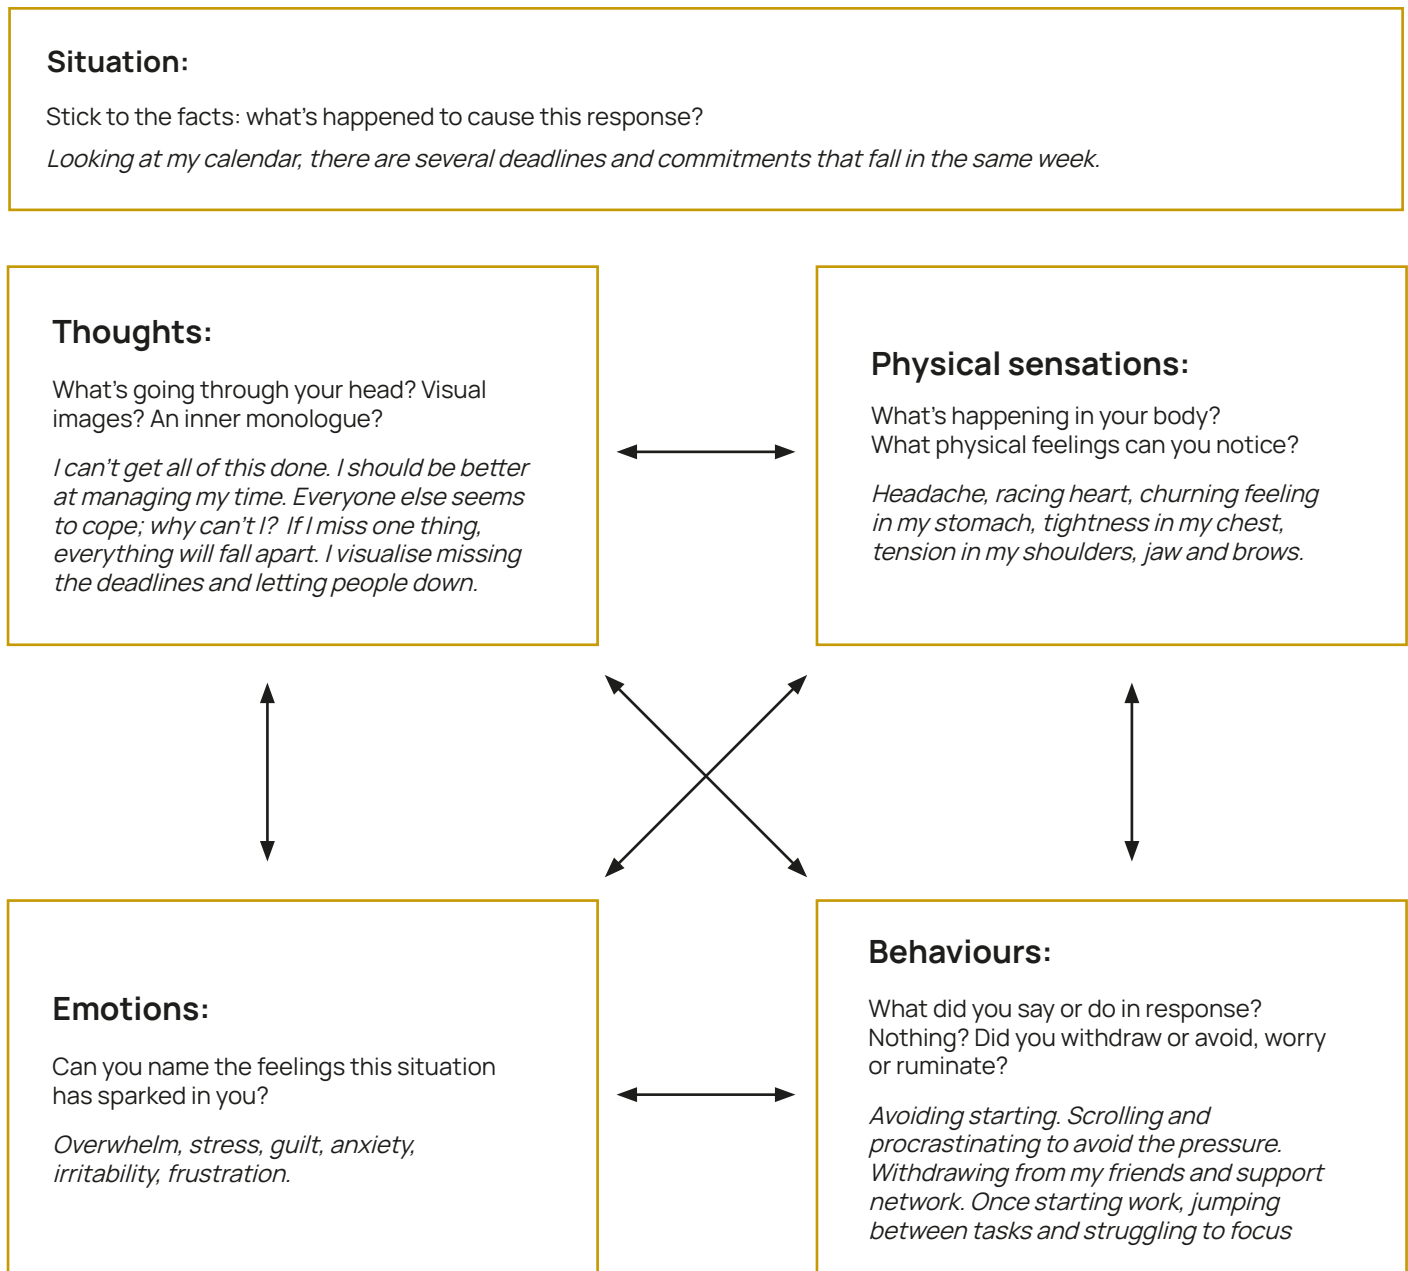 Situation:
Stick to the facts: what's happened to cause this response?
Looking at my calendar, there are several deadlines and commitments that fall in the same week.
Thoughts:
What's going through your head? Visual
images? An inner monologue?
I can't get all of this done. I should be better
at managing my time. Everyone else seems
to cope; why can't I? If I miss one thing,
everything will fall apart. I visualise missing
the deadlines and letting people down.
Physical sensations:
What's happening in your body?
What physical feelings can you notice?
Headache, racing heart, churning feeling
in my stomach, tightness in my chest,
tension in my shoulders, jaw and brows.
Emotions:
Can you name the feelings this situation
has sparked in you?
Overwhelm, stress, guilt, anxiety,
irritability, frustration.
Behaviours:
What did you say or do in response?
Nothing? Did you withdraw or avoid, worry
or ruminate?
Avoiding starting. Scrolling and
procrastinating to avoid the pressure.
Withdrawing from my friends and support
network. Once starting work, jumping
between tasks and struggling to focus